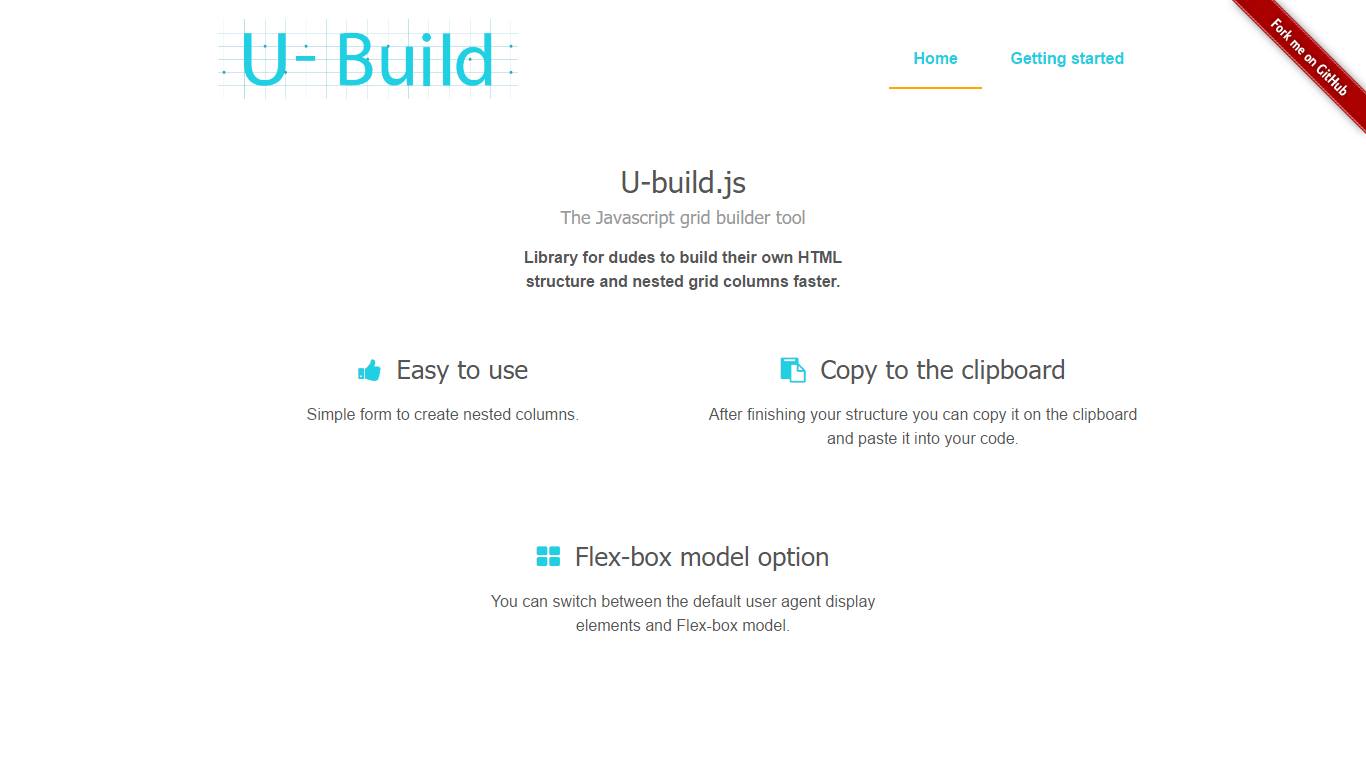 U- Build
Home
Getting started
Fork me on GitHub
U-build.js
The Javascript grid builder tool
Library for dudes to build their own HTML
structure and nested grid columns faster.
Easy to use
Simple form to create nested columns.
Copy to the clipboard
After finishing your structure you can copy it on the clipboard
and paste it into your code.
Flex-box model option
You can switch between the default user agent display
elements and Flex-box model.